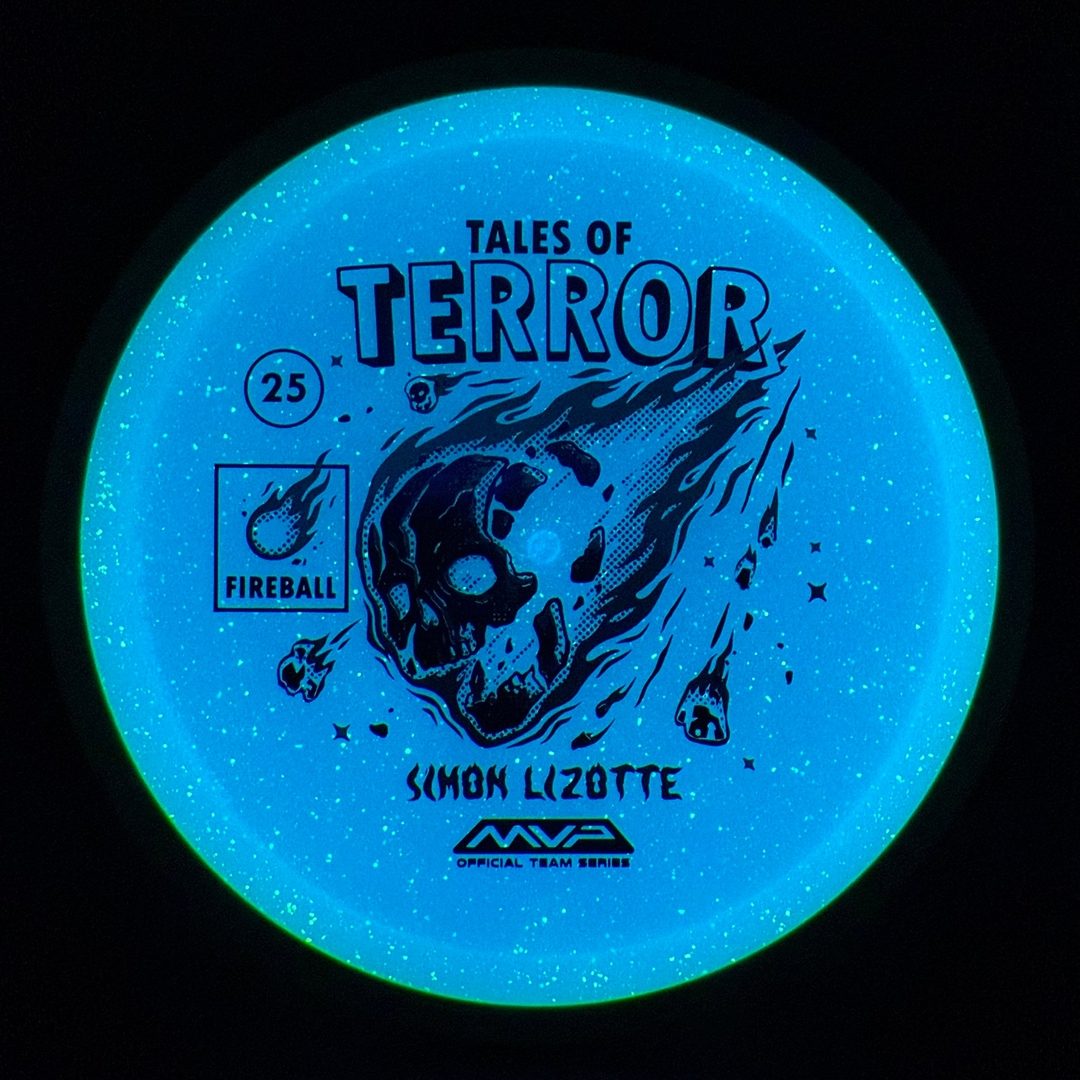 TALES OF
TERROR
25
FIREBALL
SIMON LIZOTTE
MVP
OFFICIAL TEAM SERIES